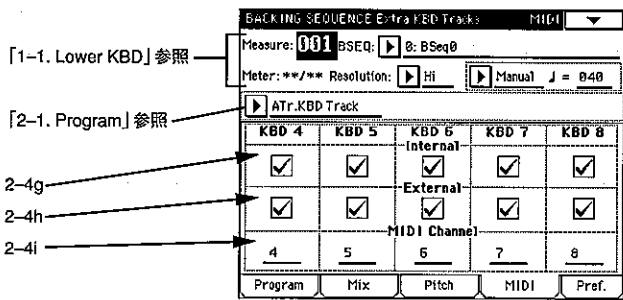 BACKING SEQUENCE Extra KBD Tracks MIDI
Measure: 001 BSEQ: 0: BSeq0
「1–1. Lower KBD」参照
Meter: **/** Resolution: Hi Manual ♩ = 040
「2–1. Program」参照
ATr.KBD Track
KBD 4 KBD 5 KBD 6 KBD 7 KBD 8
Internal
2–4g
External
2–4h
MIDI Channel
2–4i
4 5 6 7 8
Program Mix Pitch MIDI Pref.